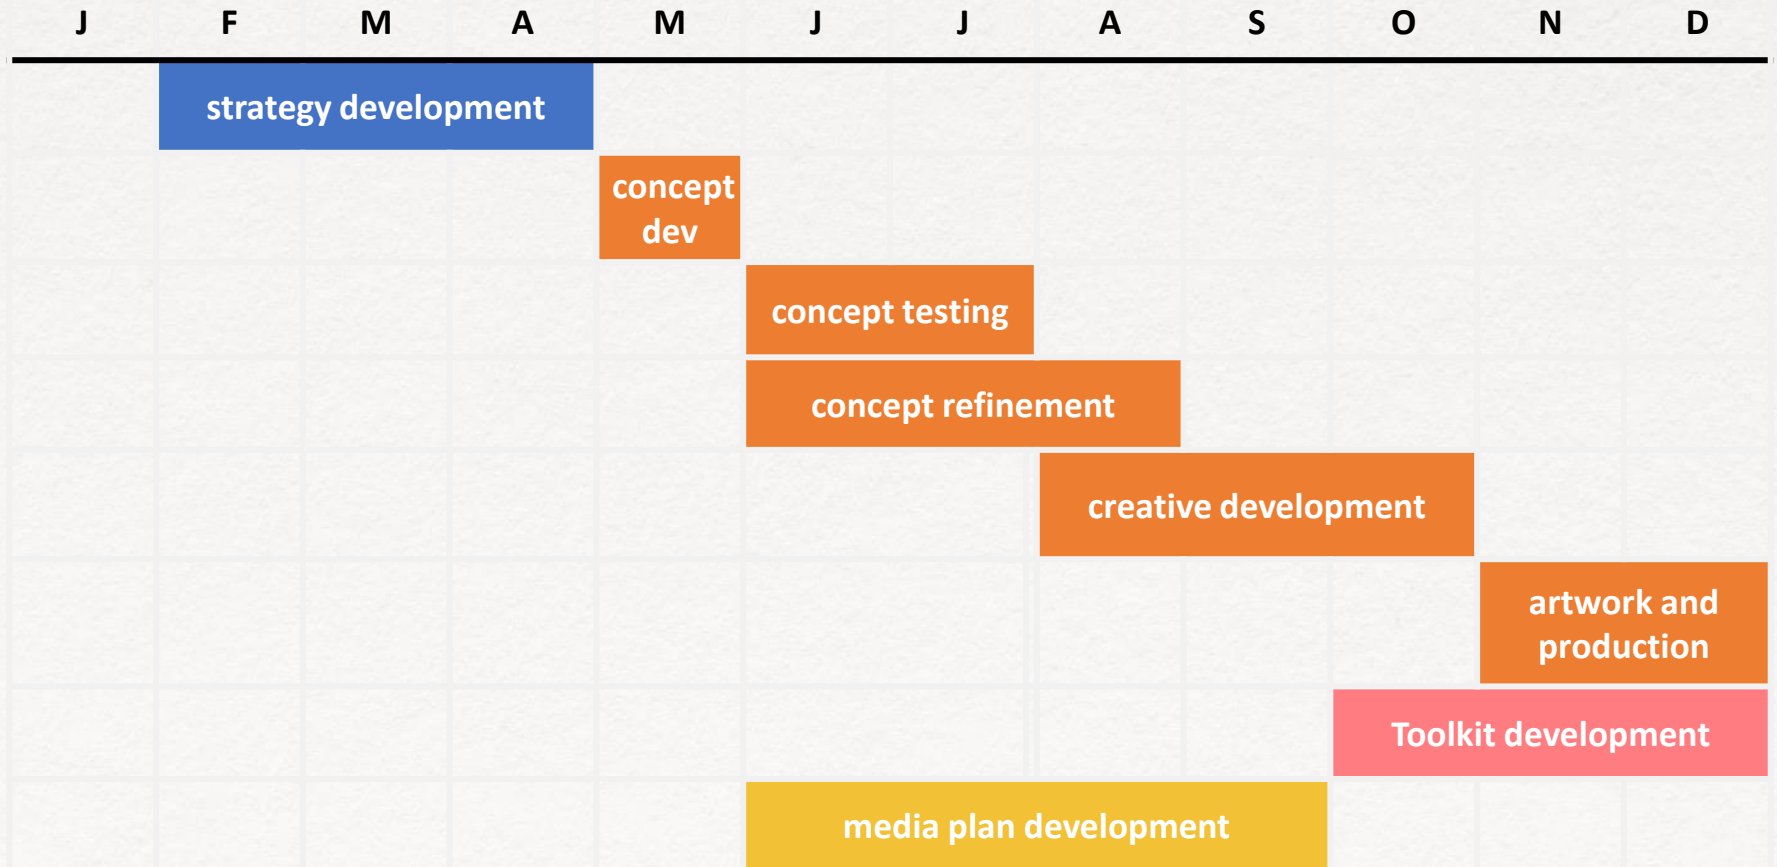 J F M A M J J A S O N D
strategy development
concept
dev
concept testing
concept refinement
creative development
artwork and
production
Toolkit development
media plan development